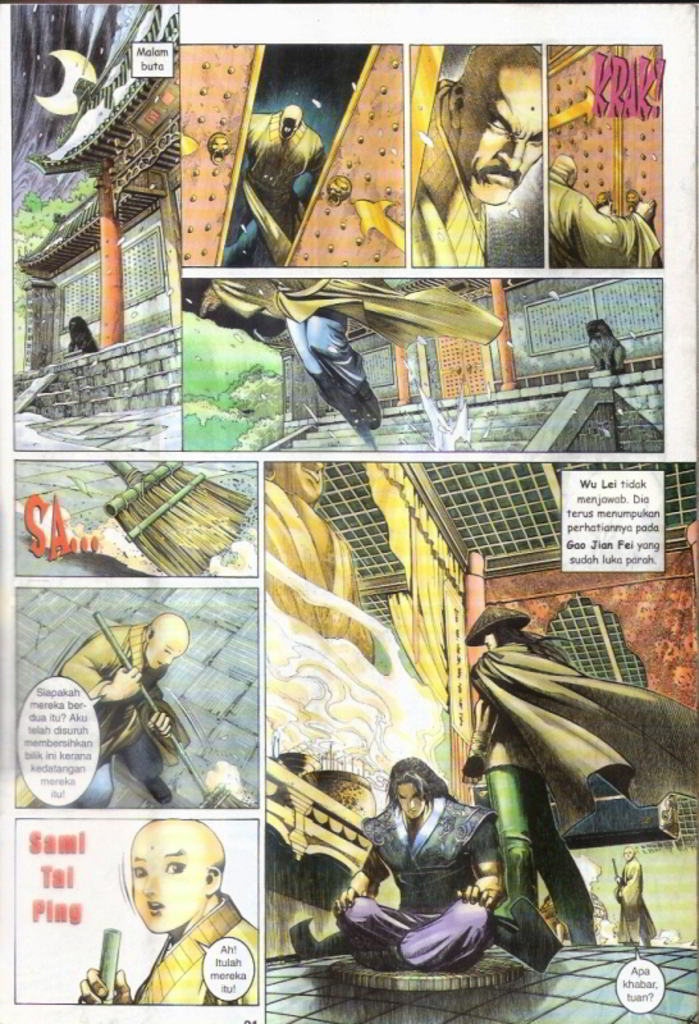 Malam
buta
KRAK!
SA...
Wu Lei tidak
menjawab. Dia
terus menumpukan
perhatiannya pada
Gao Jian Fei yang
sudah luka parah.
Siapakah
mereka ber-
dua itu? Aku
telah disuruh
membersihkan
bilik ini kerana
kedatangan
mereka
itu!
Sami
Tai
Ping
Ah!
Itulah
mereka
itu!
Apa
khabar,
tuan?